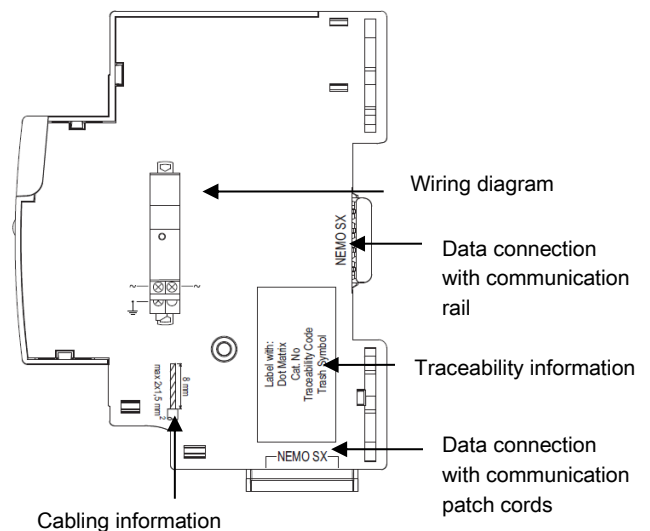 Wiring diagram
NEMO SX
Data connection
with communication
rail
Label with:
Dot Matrix
Cat. No
Traceability Code
Trash Symbol
Traceability information
8 mm
max 2x1,5 mm²
NEMO SX
Data connection
with communication
patch cords
Cabling information